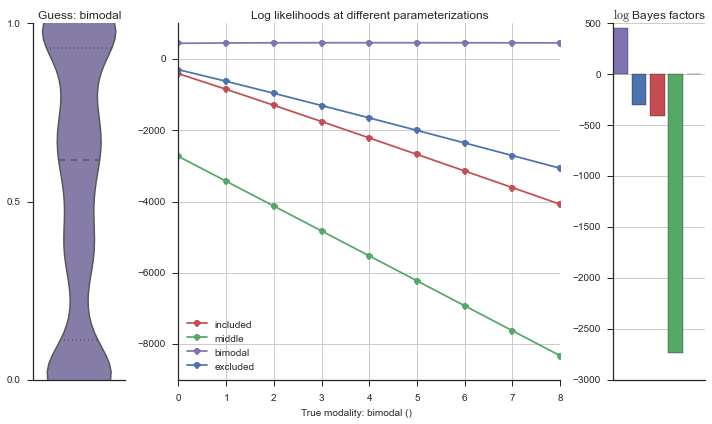 Guess: bimodal
1.0
0.5
0.0
Log likelihoods at different parameterizations
0
−2000
−4000
−6000
−8000
included
middle
bimodal
excluded
0 1 2 3 4 5 6 7 8
True modality: bimodal ()
log Bayes factors
500
0
−500
−1000
−1500
−2000
−2500
−3000